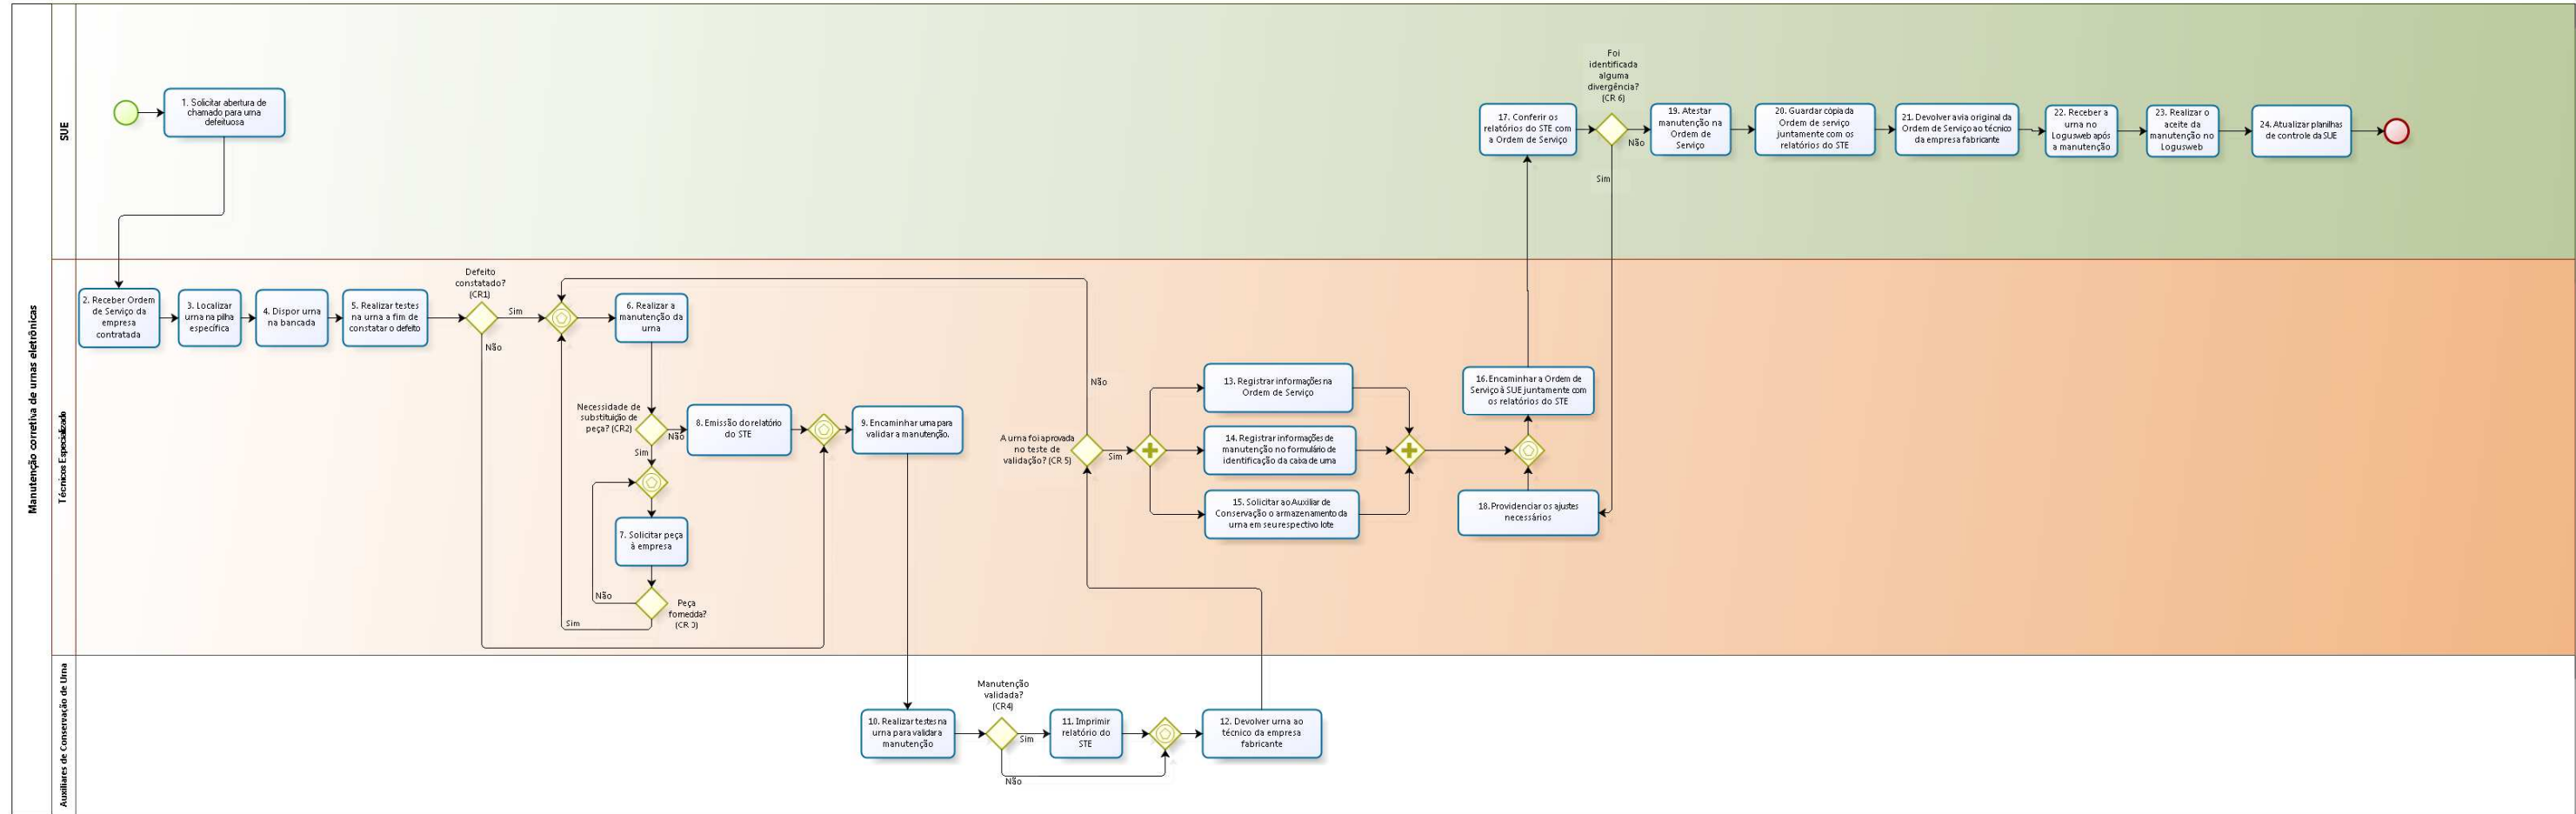 Manutenção corretiva de urnas eletrônicas
SUE
1. Solicitar abertura de
chamado para urna
defeituosa
17. Conferir os
relatórios do STE com
a Ordem de Serviço
Foi
identificada
alguma
divergência?
(CR 6)
Não
Sim
19. Atestar
manutenção na
Ordem de
Serviço
20. Guardar cópia da
Ordem de serviço
juntamente com os
relatórios do STE
21. Devolver a via original da
Ordem de Serviço ao técnico
da empresa fabricante
22. Receber a
urna no
Logusweb após
a manutenção
23. Realizar o
aceite da
manutenção no
Logusweb
24. Atualizar planilhas
de controle da SUE
Técnicos Especializado
2. Receber Ordem
de Serviço da
empresa
contratada
3. Localizar
urna na pilha
específica
4. Dispor urna
na bancada
5. Realizar testes
na urna a fim de
constatar o defeito
Defeito
constatado?
(CR1)
Sim
Não
6. Realizar a
manutenção da
urna
Necessidade de
substituição de
peça? (CR2)
Não
Sim
7. Solicitar peça
à empresa
Peça
fornecida?
(CR 3)
Não
Sim
8. Emissão do relatório
do STE
9. Encaminhar urna para
validar a manutenção.
A urna foi aprovada
no teste de
validação? (CR 5)
Não
Sim
13. Registrar informações na
Ordem de Serviço
14. Registrar informações de
manutenção no formulário de
identificação da caixa de urna
15. Solicitar ao Auxiliar de
Conservação o armazenamento da
urna em seu respectivo lote
16. Encaminhar a Ordem de
Serviço à SUE juntamente com
os relatórios do STE
18. Providenciar os ajustes
necessários
Auxiliares de Conservação de Urna
10. Realizar testes na
urna para validar a
manutenção
Manutenção
validada?
(CR4)
Sim
Não
11. Imprimir
relatório do
STE
12. Devolver urna ao
técnico da empresa
fabricante